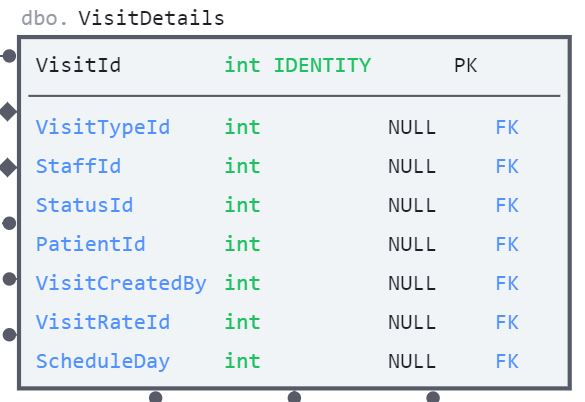 dbo. VisitDetails
VisitId int IDENTITY PK
VisitTypeId int NULL FK
StaffId int NULL FK
StatusId int NULL FK
PatientId int NULL FK
VisitCreatedBy int NULL FK
VisitRateId int NULL FK
ScheduleDay int NULL FK